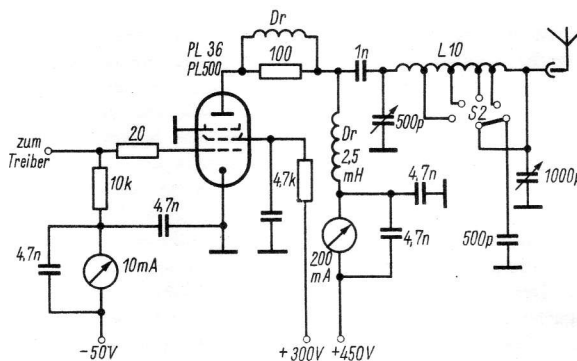 Dr
PL 36
PL500
100
1n
L10
500p
S2
Dr
2,5
mH
zum
Treiber
20
10k
4,7n
4,7n
10mA
4,7k
4,7n
4,7n
200
mA
500p
1000p
-50V
+300V
+450V